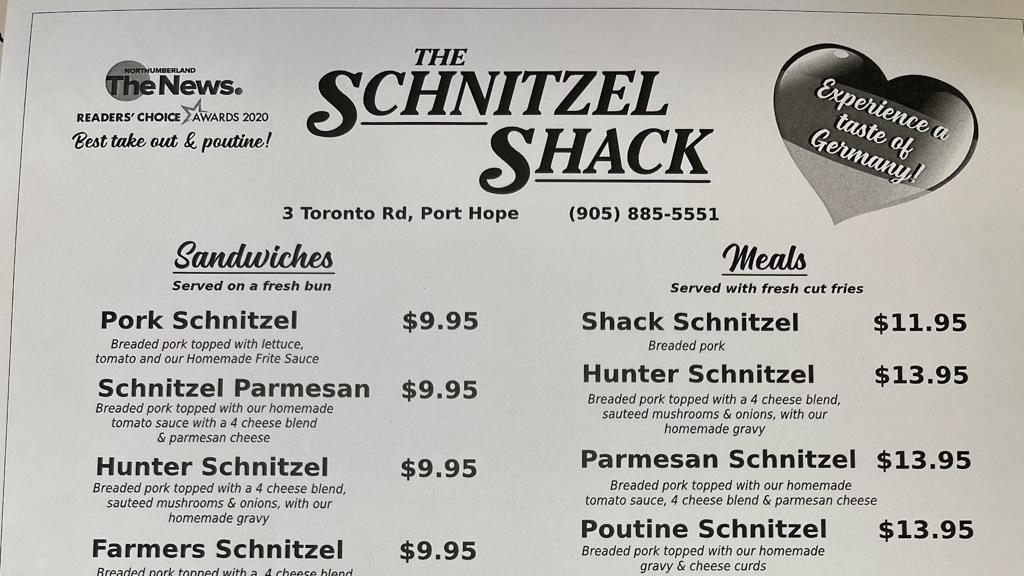 NORTHUMBERLAND
The News.
READERS' CHOICE AWARDS 2020
Best take out & poutine!
THE
SCHNITZEL
SHACK
Experience a
taste of
Germany!
3 Toronto Rd, Port Hope (905) 885-5551
Sandwiches
Served on a fresh bun
Pork Schnitzel $9.95
Breaded pork topped with lettuce,
tomato and our Homemade Frite Sauce
Schnitzel Parmesan $9.95
Breaded pork topped with our homemade
tomato sauce with a 4 cheese blend
& parmesan cheese
Hunter Schnitzel $9.95
Breaded pork topped with a 4 cheese blend,
sauteed mushrooms & onions, with our
homemade gravy
Farmers Schnitzel $9.95
Breaded pork topped with a 4 cheese blend
Meals
Served with fresh cut fries
Shack Schnitzel $11.95
Breaded pork
Hunter Schnitzel $13.95
Breaded pork topped with a 4 cheese blend,
sauteed mushrooms & onions, with our
homemade gravy
Parmesan Schnitzel $13.95
Breaded pork topped with our homemade
tomato sauce, 4 cheese blend & parmesan cheese
Poutine Schnitzel $13.95
Breaded pork topped with our homemade
gravy & cheese curds